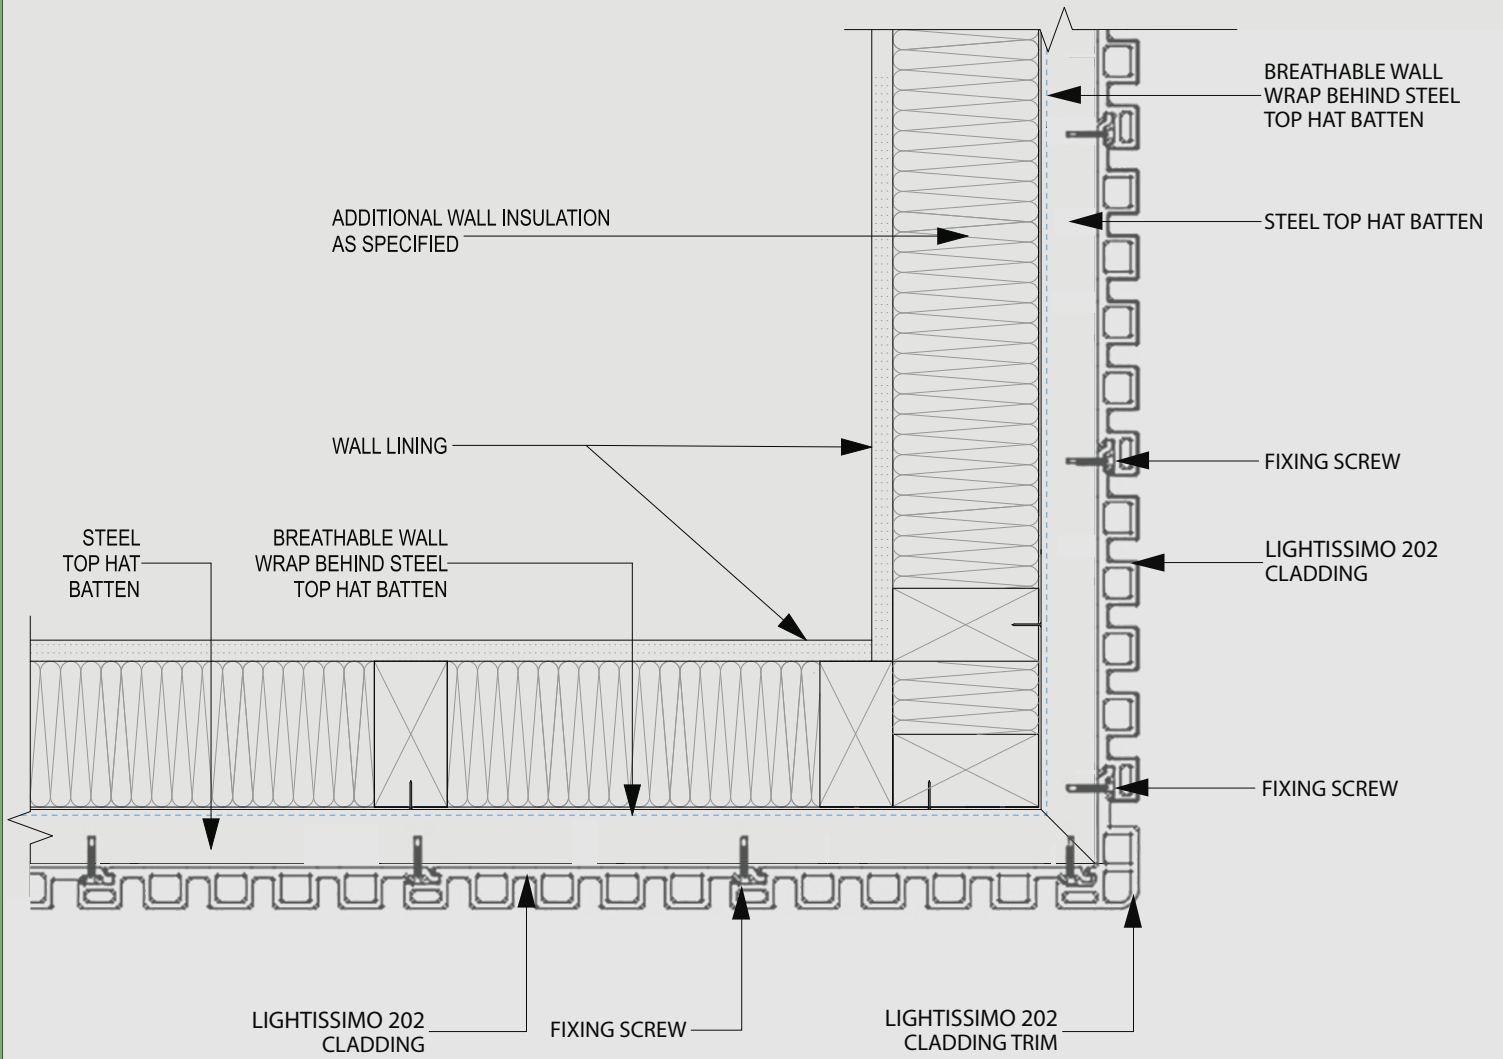 BREATHABLE WALL
WRAP BEHIND STEEL
TOP HAT BATTEN
ADDITIONAL WALL INSULATION
AS SPECIFIED
STEEL TOP HAT BATTEN
WALL LINING
FIXING SCREW
STEEL
TOP HAT
BATTEN
BREATHABLE WALL
WRAP BEHIND STEEL
TOP HAT BATTEN
LIGHTISSIMO 202
CLADDING
FIXING SCREW
LIGHTISSIMO 202
CLADDING
FIXING SCREW
LIGHTISSIMO 202
CLADDING TRIM